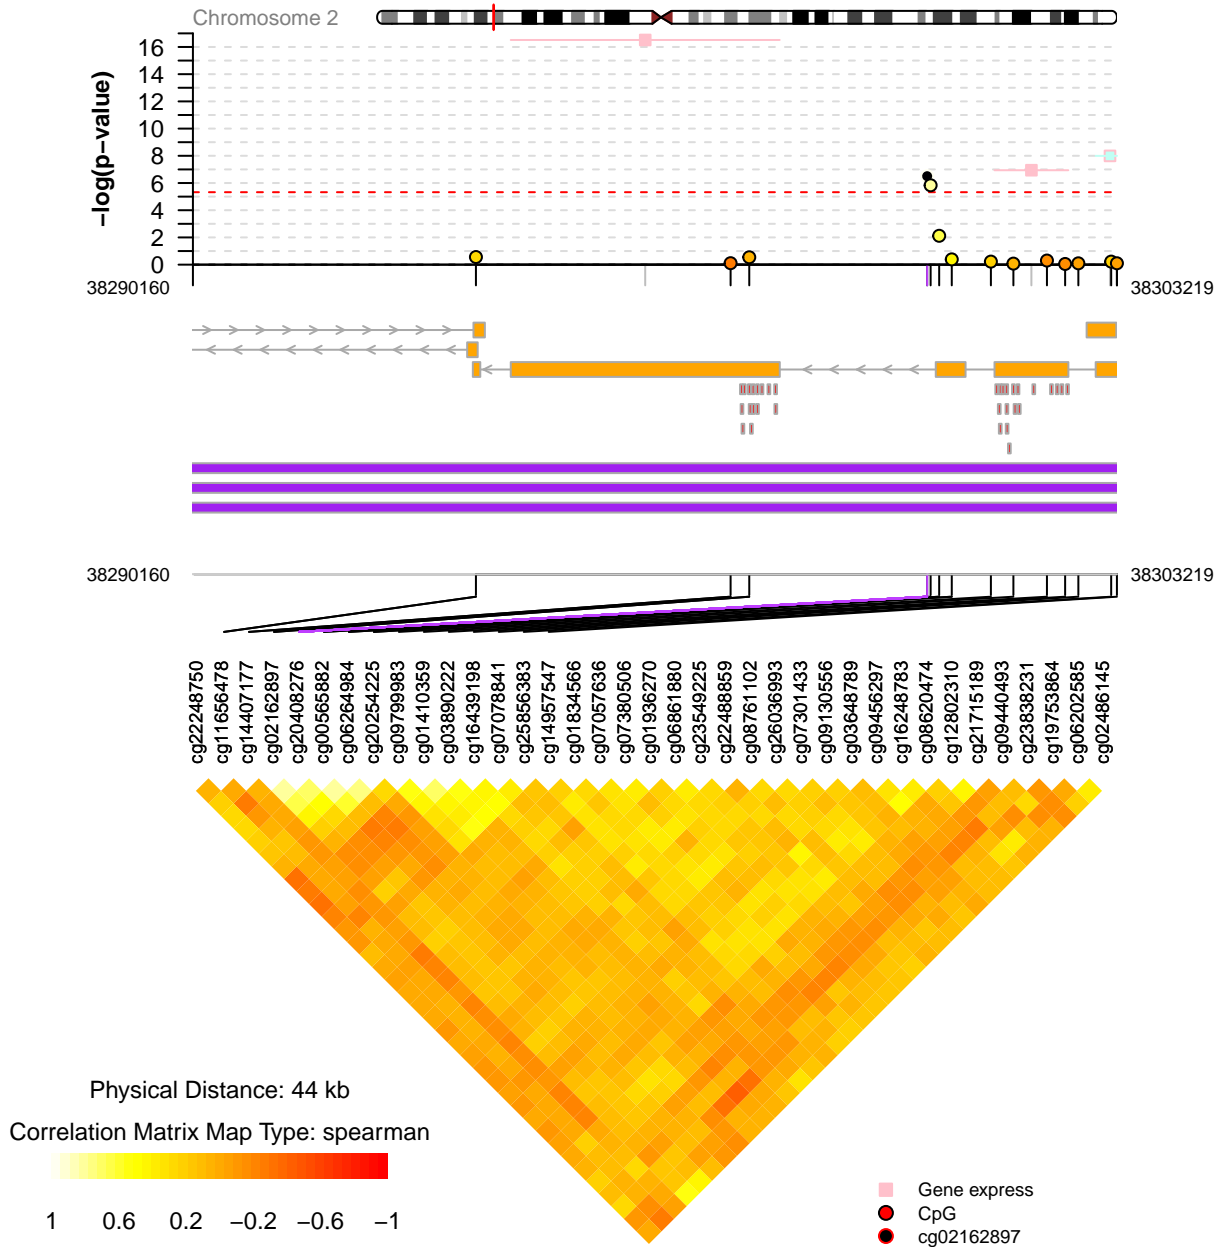 Chromosome 2
−log(p−value)
16
14
12
10
8
6
4
2
0
38290160
38303219
38290160
38303219
cg22248750
cg11656478
cg14407177
cg02162897
cg20408276
cg00565882
cg06264984
cg20254225
cg09799983
cg01410359
cg03890222
cg16439198
cg07078841
cg25856383
cg14957547
cg01834566
cg07057636
cg07380506
cg01936270
cg06861880
cg23549225
cg22488859
cg08761102
cg26036993
cg07301433
cg09130556
cg03648789
cg09456297
cg16248783
cg08620474
cg12802310
cg21715189
cg09440493
cg23838231
cg19753864
cg06202585
cg02486145
Physical Distance: 44 kb
Correlation Matrix Map Type: spearman
1 0.6 0.2 −0.2 −0.6 −1
Gene express
CpG
cg02162897